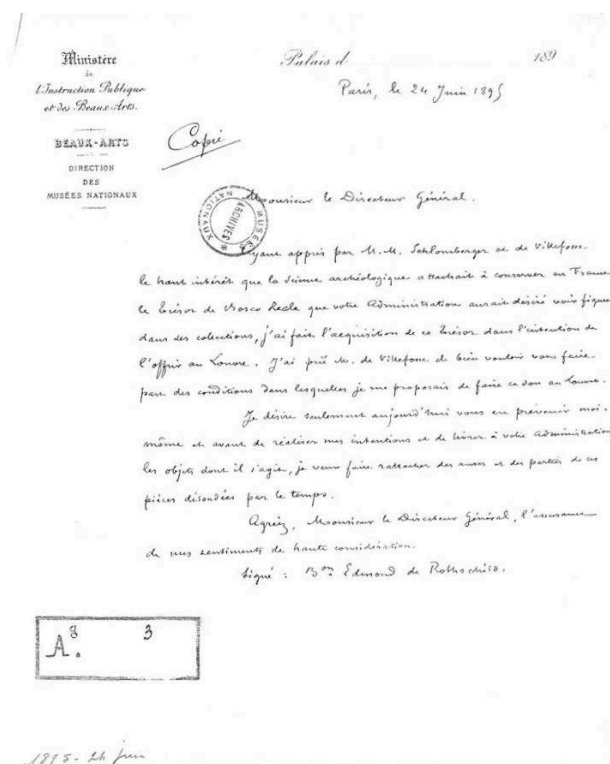 Ministère
de
l'Instruction Publique
et des Beaux-Arts.
BEAUX-ARTS
DIRECTION
DES
MUSÉES NATIONAUX
Palais d 189
Paris, le 24 Juin 1895
Copie
MUSÉES NATIONAUX
ARCHIVES
Monsieur le Directeur Général.
Ayant appris par M.M. Schlomberger et de Villefosse
le haut intérêt que la Science archéologique attachait à conserver en France
le trésor de Bosco Reale que votre Administration aurait désiré voir figurer
dans des collections, j'ai fait l'acquisition de ce trésor dans l'intention de
l'offrir au Louvre. J'ai prié M. de Villefosse de bien vouloir vous faire
part des conditions dans lesquelles je me proposais de faire ce don au Louvre.
Je désire seulement aujourd'hui vous en prévenir moi-
même et avant de réaliser mes intentions et de livrer à votre Administration
les objets dont il s'agit, je veux faire rattacher des anses et des parties de ces
pièces désoudées par le temps.
Agréez, Monsieur le Directeur Général, l'assurance
de mes sentiments de haute considération.
Signé : Bon Edmond de Rothschild.
A. 8 3
1895 - 24 juin